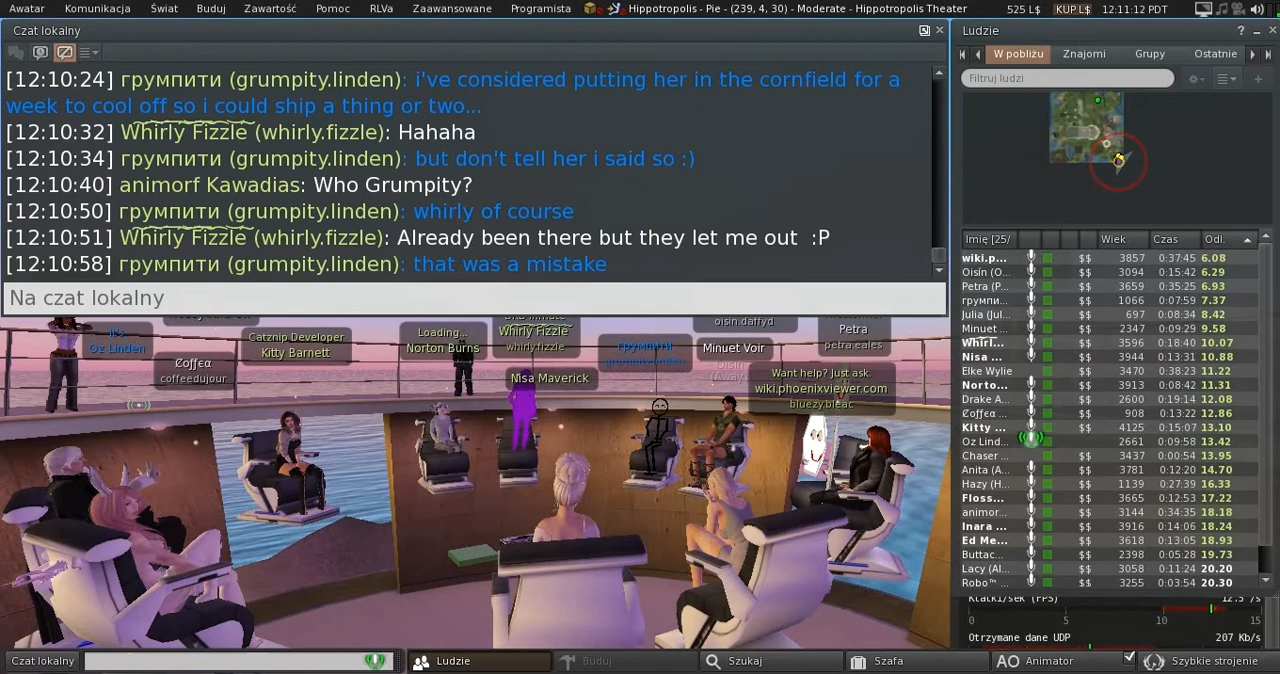 Awatar Komunikacja Świat Buduj Zawartość Pomoc RLVa Zaawansowane Programista Hippotropolis - Pie - (239, 4, 30) - Moderate - Hippotropolis Theater 525 L$ KUP L$ 12:11:12 PDT
Czat lokalny
[12:10:24] грумпити (grumpity.linden): i've considered putting her in the cornfield for a
week to cool off so i could ship a thing or two...
[12:10:32] Whirly Fizzle (whirly.fizzle): Hahaha
[12:10:34] грумпити (grumpity.linden): but don't tell her i said so :)
[12:10:40] animorf Kawadias: Who Grumpity?
[12:10:50] грумпити (grumpity.linden): whirly of course
[12:10:51] Whirly Fizzle (whirly.fizzle): Already been there but they let me out :P
[12:10:58] грумпити (grumpity.linden): that was a mistake
Na czat lokalny
Oz Linden
Ȼoffєα
coffeedujour
Catznip Developer
Kitty Barnett
Loading...
Norton Burns
Whirly Fizzle
whirly.fizzle
Nisa Maverick
грумпити
grumpity.linden
oisin.daffyd
Minuet Voir
Oisín
(Away)
Petra
petra.eales
Want help? Just ask.
wiki.phoenixviewer.com
bluezy.bleac
Ludzie
W pobliżu Znajomi Grupy Ostatnie
Filtruj ludzi
Imię [25/ Wiek Czas Odl.
wiki.p... $$ 3857 0:37:45 6.08
Oisín (O... $$ 3094 0:15:42 6.29
Petra (P... $$ 3659 0:35:25 6.93
грумпи... $$ 1066 0:07:59 7.37
Julia (Jul... $$ 697 0:08:34 8.42
Minuet ... $$ 2347 0:09:29 9.58
Whirl... $$ 3596 0:18:40 10.07
Nisa ... $$ 3944 0:13:31 10.88
Elke Wylie $$ 3470 0:38:23 11.22
Norto... $$ 3913 0:08:42 11.31
Drake A... $$ 2600 0:19:14 12.08
Ȼoffєα ... $$ 908 0:13:22 12.86
Kitty ... $$ 4125 0:15:07 13.10
Oz Lind... 2661 0:09:58 13.42
Chaser ... $$ 3437 0:00:54 13.95
Anita (A... $$ 3781 0:12:20 14.70
Hazy (H... $$ 1139 0:27:39 16.33
Floss... $$ 3665 0:12:53 17.22
animor... $$ 3144 0:34:35 18.18
Inara ... $$ 3916 0:14:06 18.24
Ed Me... $$ 3618 0:13:05 18.93
Buttac... $$ 2398 0:05:28 19.73
Lacy (Al... $$ 3058 0:11:24 20.20
Robo™ ... $$ 3255 0:03:54 20.30
Klatki/sek (FPS) 12.5 /s
0 5 10 15
Otrzymane dane UDP 207 Kb/s
Czat lokalny Ludzie Buduj Szukaj Szafa AO Animator Szybkie strojenie